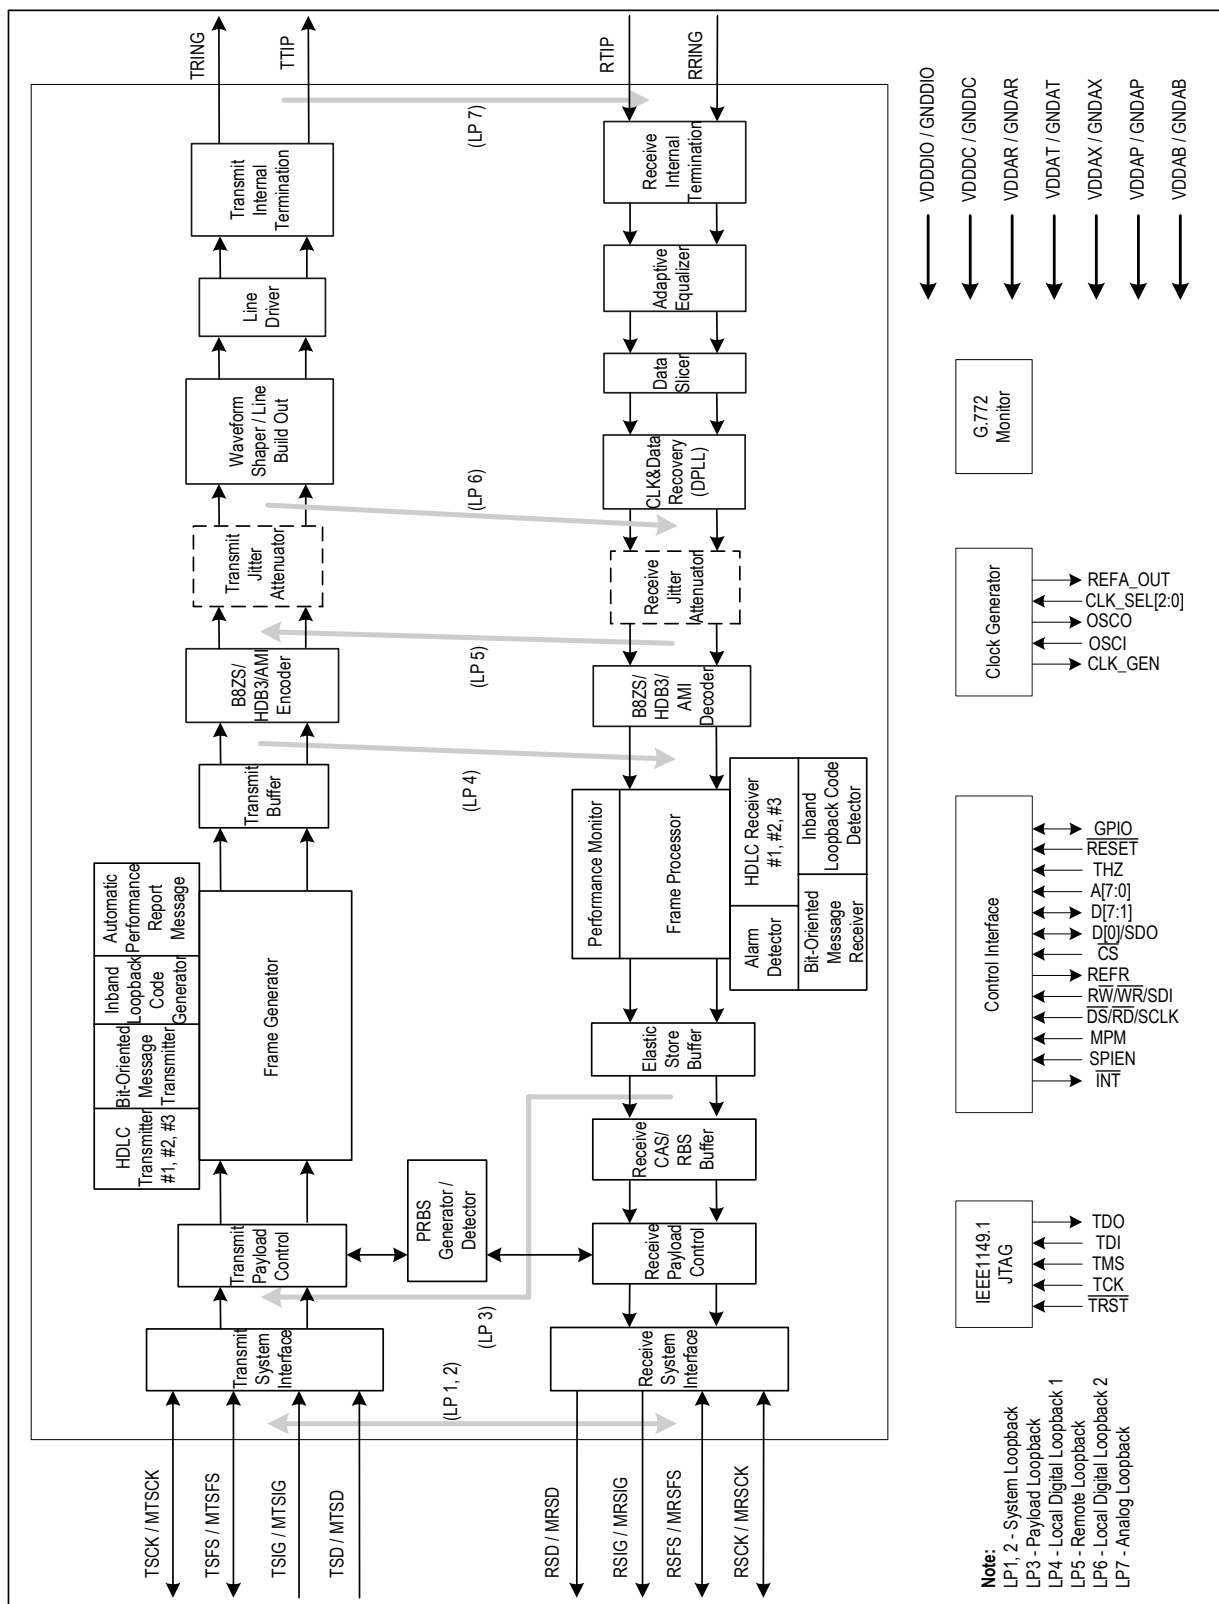 TRING
TTIP
RTIP
RRING
VDDDIO / GNDDIO
VDDDC / GNDDC
VDDAR / GNDAR
VDDAT / GNDAT
VDDAX / GNDAX
VDDAP / GNDAP
VDDAB / GNDAB
(LP 7)
Transmit
Internal
Termination
Receive
Internal
Termination
Line
Driver
Adaptive
Equalizer
Waveform
Shaper / Line
Build Out
Data
Slicer
(LP 6)
CLK&Data
Recovery
(DPLL)
Transmit
Jitter
Attenuator
Receive
Jitter
Attenuator
(LP 5)
B8ZS/
HDB3/AMI
Encoder
B8ZS/
HDB3/
AMI
Decoder
(LP 4)
Transmit
Buffer
Performance Monitor
Frame Processor
HDLC Receiver
#1, #2, #3
Inband
Loopback Code
Detector
Alarm
Detector
Bit-Oriented
Message
Receiver
Automatic
Performance
Report
Message
Inband
Loopback
Code
Generator
Bit-Oriented
Message
Transmitter
HDLC
Transmitter
#1, #2, #3
Frame Generator
Elastic
Store
Buffer
Receive
CAS/
RBS
Buffer
Transmit
Payload
Control
PRBS
Generator /
Detector
Receive
Payload
Control
(LP 3)
Transmit
System
Interface
Receive
System
Interface
(LP 1, 2)
TSCK / MTSCK
TSFS / MTSFS
TSIG / MTSIG
TSD / MTSD
RSD / MRSD
RSIG / MRSIG
RSFS / MRSFS
RSCK / MRSCK
G.772
Monitor
Clock Generator
REFA_OUT
CLK_SEL[2:0]
OSCO
OSCI
CLK_GEN
Control Interface
GPIO
RESET
THZ
A[7:0]
D[7:1]
D[0]/SDO
CS
REFR
RW/WR/SDI
DS/RD/SCLK
MPM
SPIEN
INT
IEEE1149.1
JTAG
TDO
TDI
TMS
TCK
TRST
Note:
LP1, 2 - System Loopback
LP3 - Payload Loopback
LP4 - Local Digital Loopback 1
LP5 - Remote Loopback
LP6 - Local Digital Loopback 2
LP7 - Analog Loopback